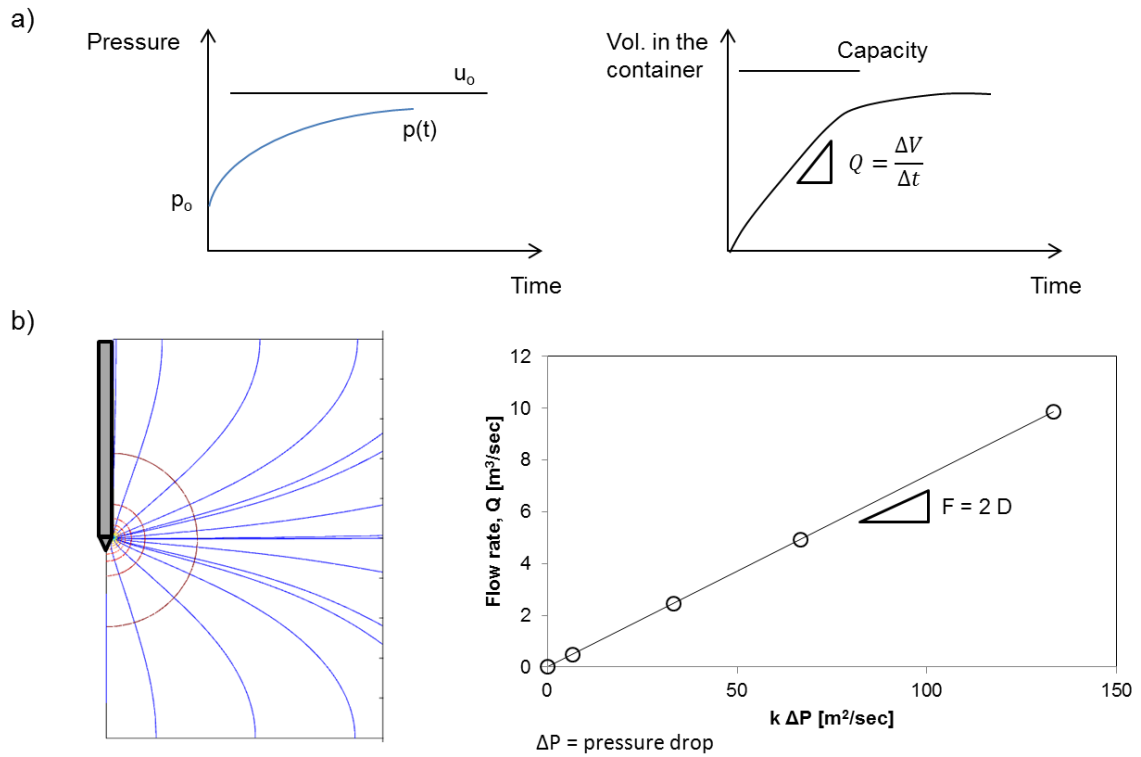 a)
Pressure
uₒ
p(t)
pₒ
Time
Vol. in the
container
Capacity
Q = ΔV/Δt
Time
b)
12
10
8
6
4
2
0
Flow rate, Q [m³/sec]
F = 2 D
0 50 100 150
k ΔP [m²/sec]
ΔP = pressure drop